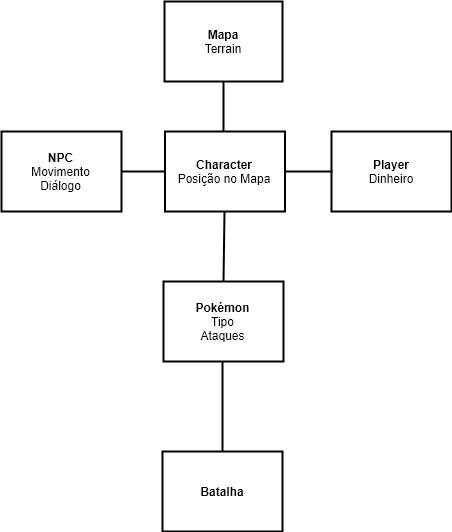 Mapa
Terrain
NPC
Movimento
Diálogo
Character
Posição no Mapa
Player
Dinheiro
Pokémon
Tipo
Ataques
Batalha